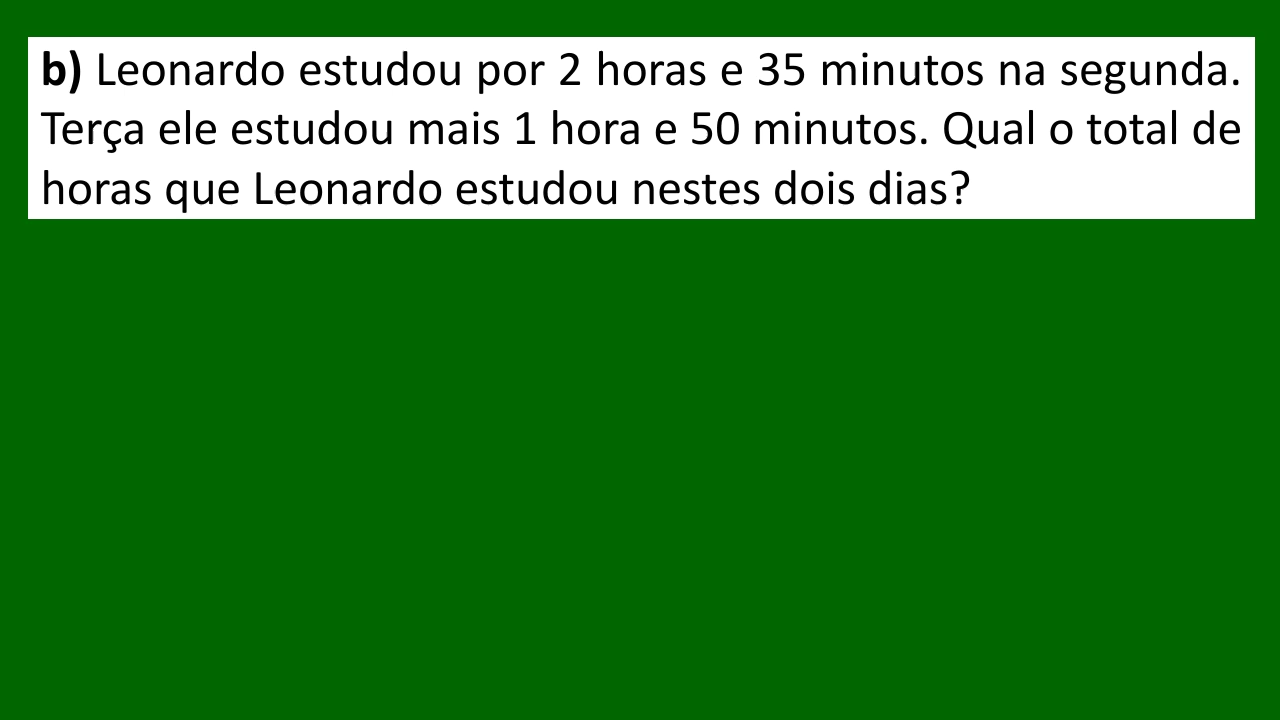 b) Leonardo estudou por 2 horas e 35 minutos na segunda.
Terça ele estudou mais 1 hora e 50 minutos. Qual o total de
horas que Leonardo estudou nestes dois dias?